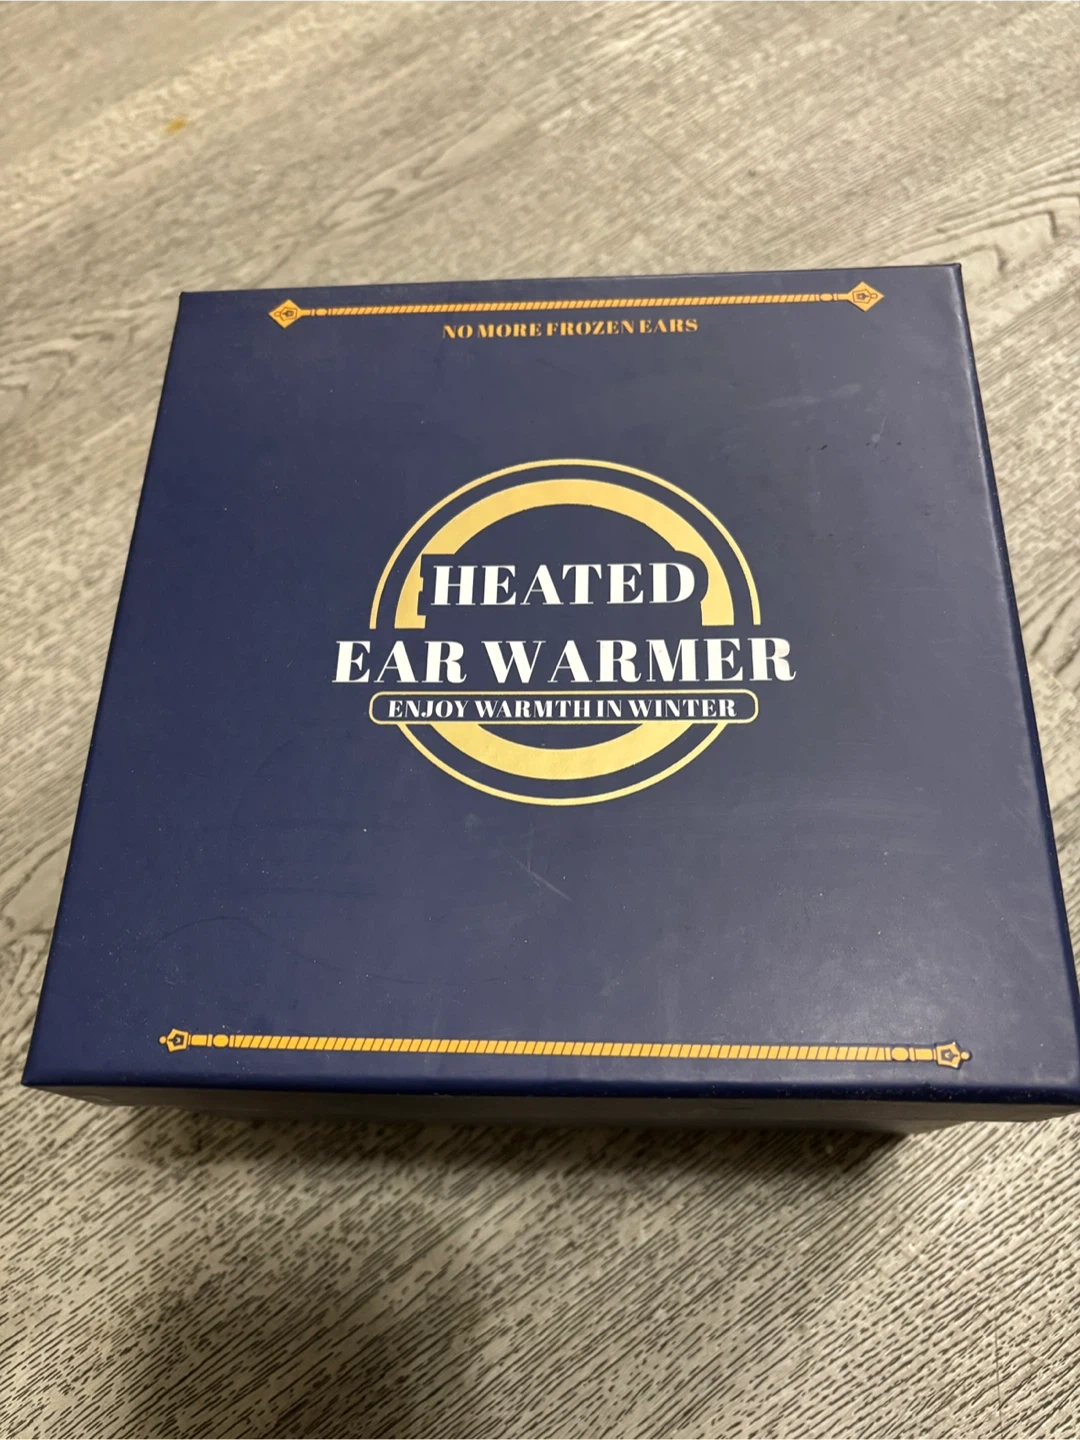 NO MORE FROZEN EARS
HEATED
EAR WARMER
ENJOY WARMTH IN WINTER